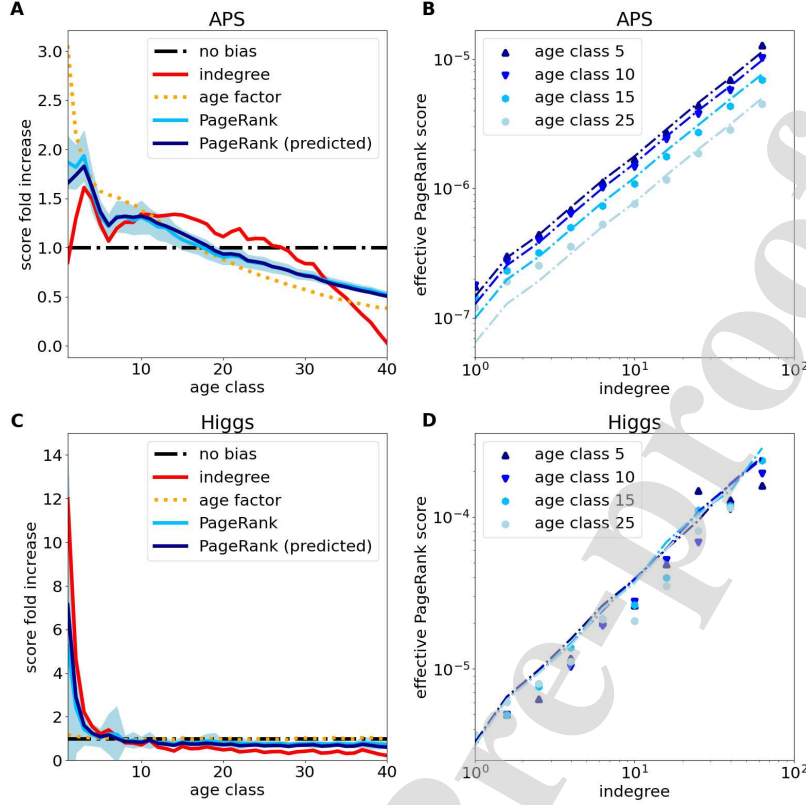 A
APS
score fold increase
3.0
2.5
2.0
1.5
1.0
0.5
0.0
no bias
indegree
age factor
PageRank
PageRank (predicted)
10
20
30
40
age class
B
APS
effective PageRank score
10⁻⁵
10⁻⁶
10⁻⁷
age class 5
age class 10
age class 15
age class 25
10⁰
10¹
10²
indegree
C
Higgs
score fold increase
14
12
10
8
6
4
2
0
no bias
indegree
age factor
PageRank
PageRank (predicted)
10
20
30
40
age class
D
Higgs
effective PageRank score
10⁻⁴
10⁻⁵
age class 5
age class 10
age class 15
age class 25
10⁰
10¹
10²
indegree
Pre-proof